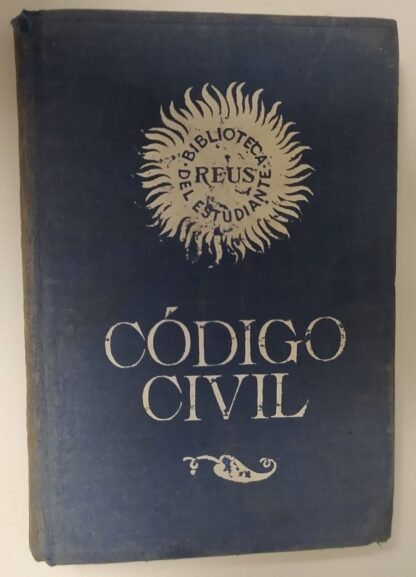 BIBLIOTECA
DEL ESTUDIANTE
REUS
CÓDIGO
CIVIL